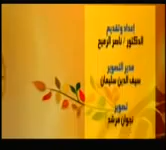 إعداد وتقديم
الدكتور / ناصر الرميح
مدير التصوير
سيف الدين سليمان
تصوير
نجوان مرشد